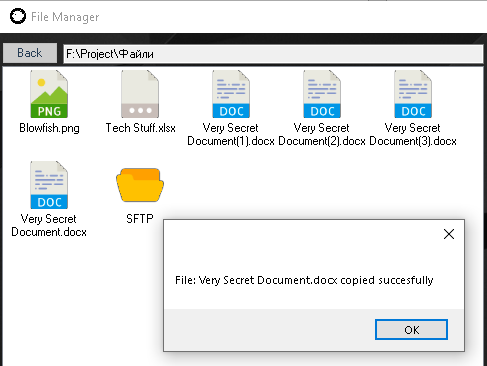 File Manager
Back
F:\Project\Файли
PNG
DOC
DOC
DOC
Blowfish.png
Tech Stuff.xlsx
Very Secret
Document(1).docx
Very Secret
Document(2).docx
Very Secret
Document(3).docx
DOC
Very Secret
Document.docx
SFTP
File: Very Secret Document.docx copied succesfully
OK